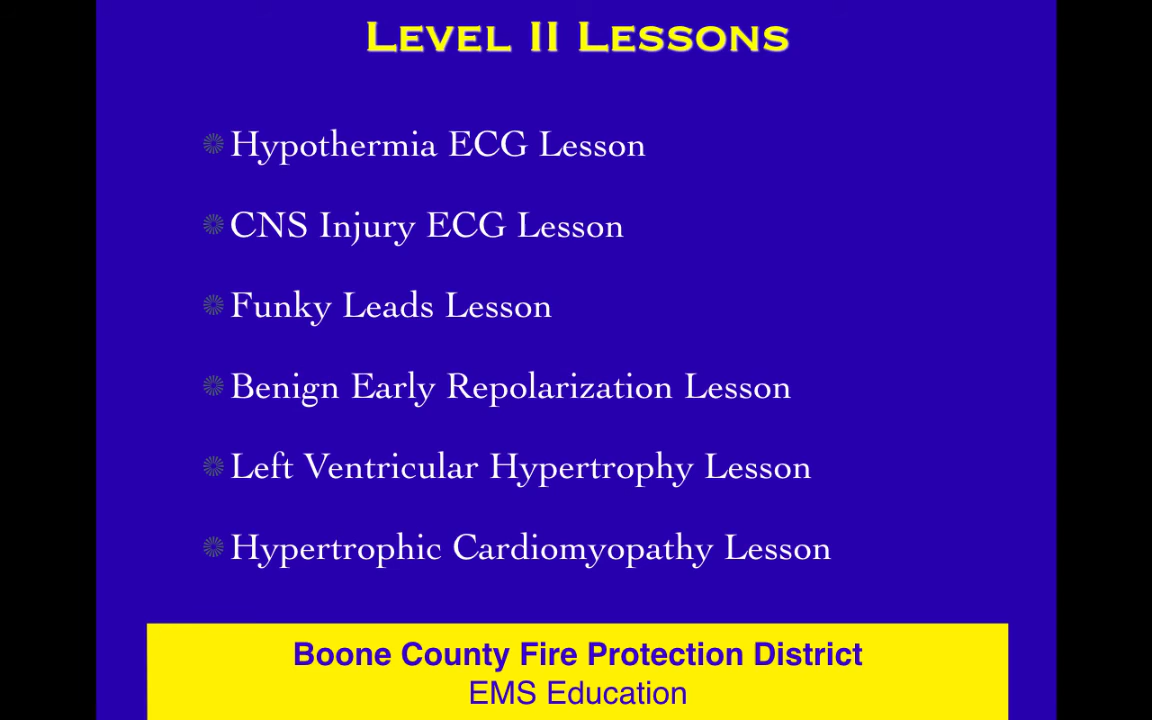 Level II Lessons
Hypothermia ECG Lesson
CNS Injury ECG Lesson
Funky Leads Lesson
Benign Early Repolarization Lesson
Left Ventricular Hypertrophy Lesson
Hypertrophic Cardiomyopathy Lesson
Boone County Fire Protection District
EMS Education